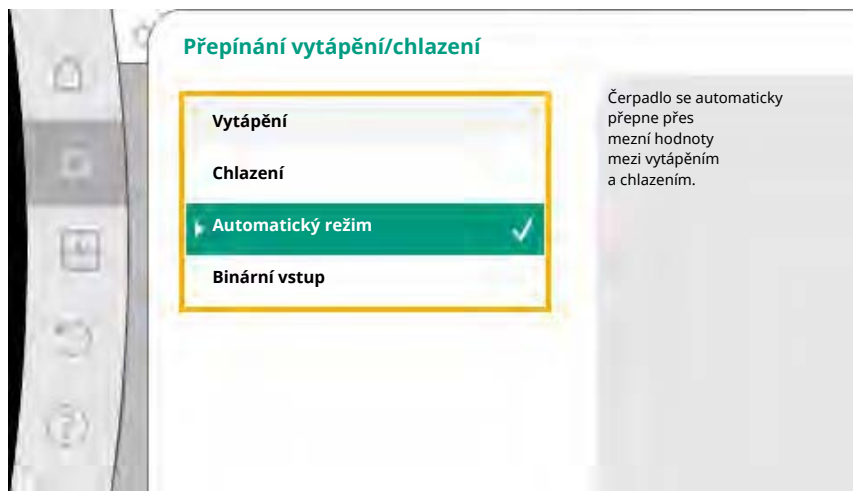 Přepínání vytápění/chlazení
Vytápění
Chlazení
Automatický režim
Binární vstup
Čerpadlo se automaticky
přepne přes
mezní hodnoty
mezi vytápěním
a chlazením.